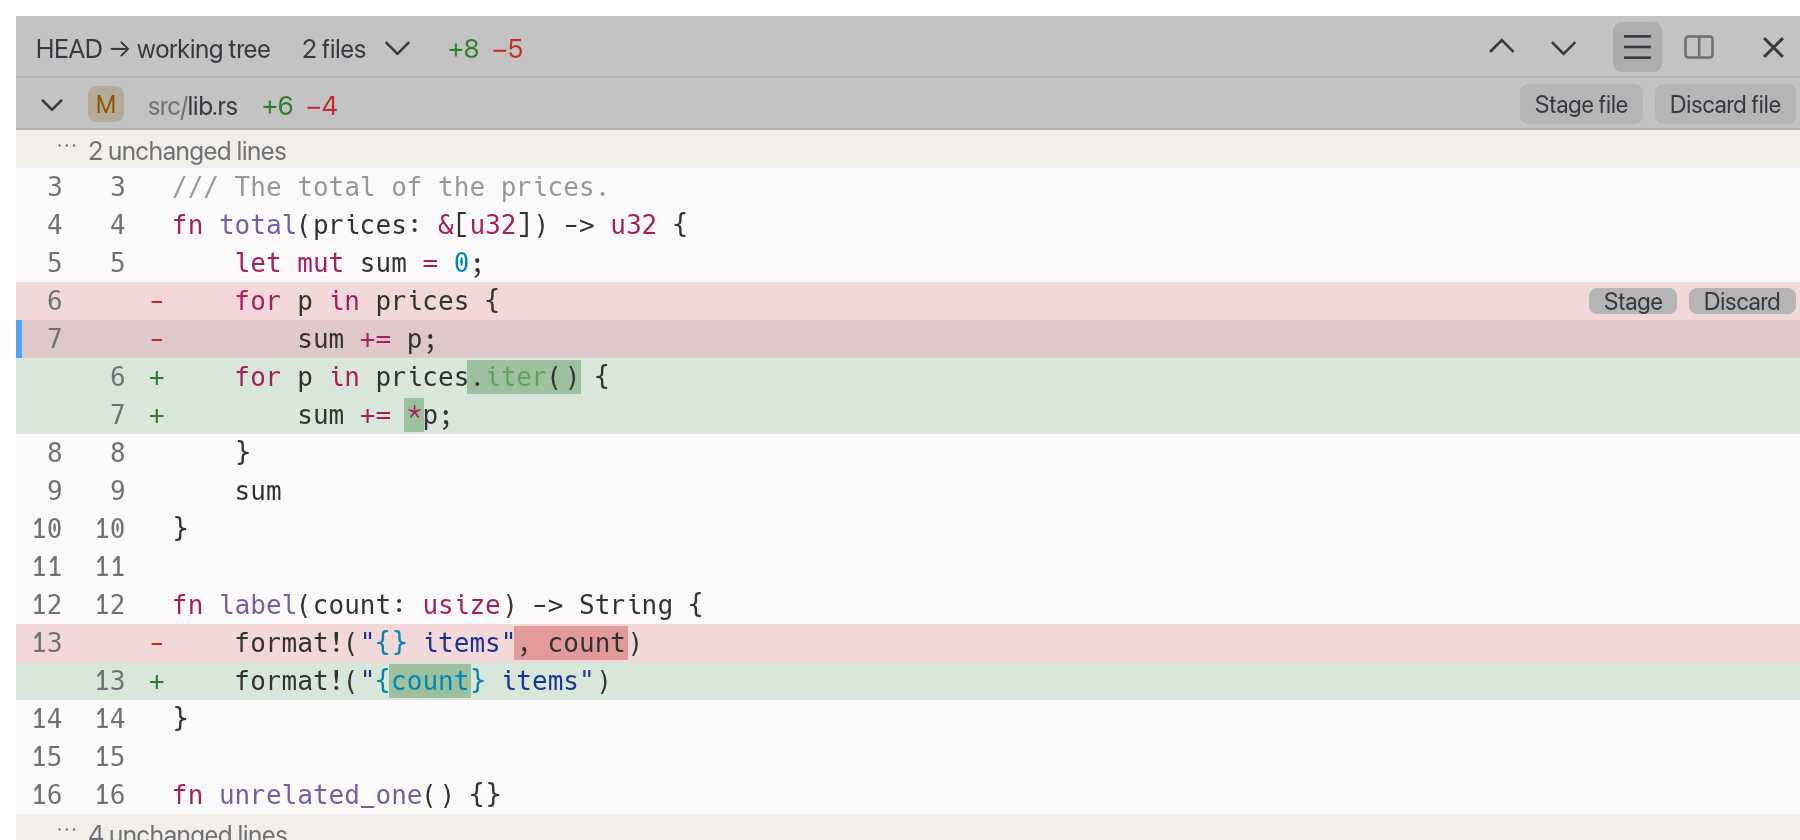 HEAD → working tree 2 files +8 −5
M src/lib.rs +6 −4 Stage file Discard file
··· 2 unchanged lines
3 3 /// The total of the prices.
4 4 fn total(prices: &[u32]) -> u32 {
5 5 let mut sum = 0;
6 - for p in prices { Stage Discard
7 - sum += p;
6 + for p in prices.iter() {
7 + sum += *p;
8 8 }
9 9 sum
10 10 }
11 11
12 12 fn label(count: usize) -> String {
13 - format!("{} items", count)
13 + format!("{count} items")
14 14 }
15 15
16 16 fn unrelated_one() {}
··· 4 unchanged lines